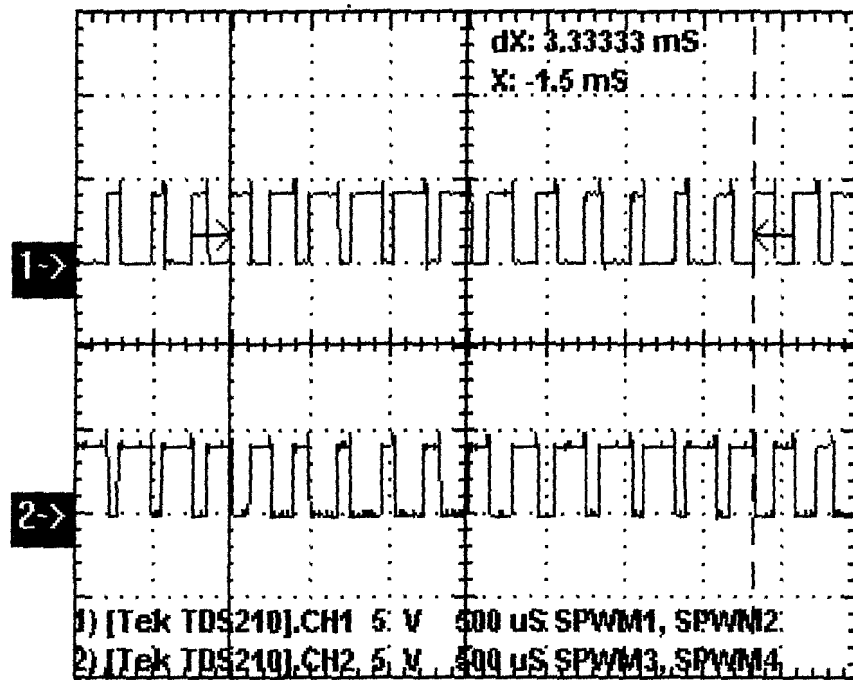 dX: 3.33333 mS
X: -1.5 mS
1~>
2~>
1) [Tek TDS210].CH1 5 V 500 uS SPWM1, SPWM2
2) [Tek TDS210].CH2 5 V 500 uS SPWM3, SPWM4